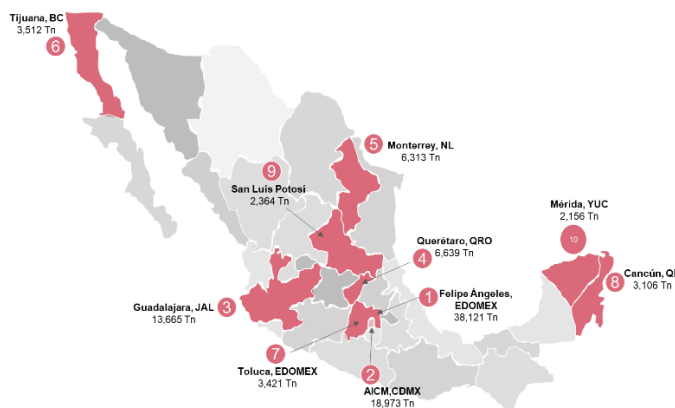 Tijuana, BC
3,512 Tn
6
5
Monterrey, NL
6,313 Tn
9
San Luis Potosí
2,364 Tn
Mérida, YUC
2,156 Tn
10
Querétaro, QRO
6,639 Tn
4
Cancún, QI
3,106 Tn
8
1
Felipe Ángeles,
EDOMEX
38,121 Tn
Guadalajara, JAL
13,665 Tn
3
7
Toluca, EDOMEX
3,421 Tn
2
AICM,CDMX
18,973 Tn